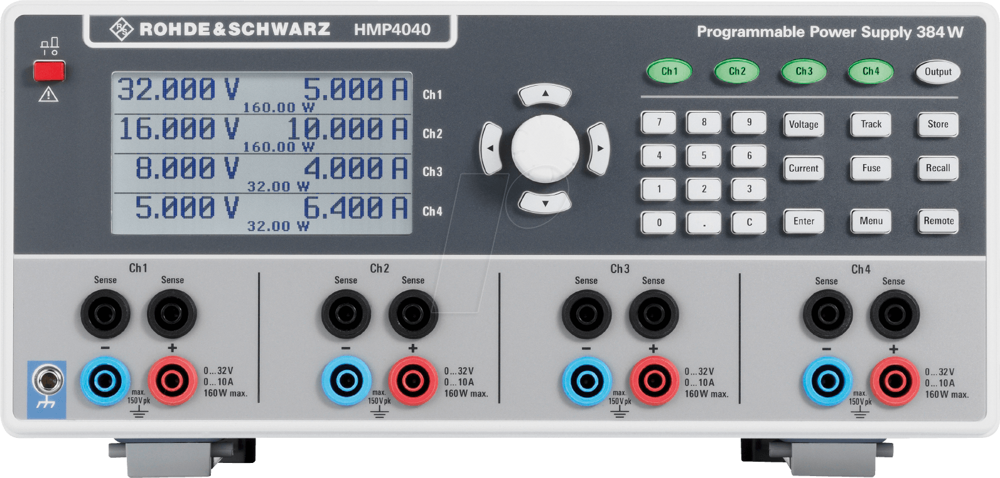 R&S ROHDE&SCHWARZ HMP4040
Programmable Power Supply 384 W
I O
Ch1 Ch2 Ch3 Ch4 Output
32.000 V 5.000 A Ch1
160.00 W
16.000 V 10.000 A Ch2
160.00 W
8.000 V 4.000 A Ch3
32.00 W
5.000 V 6.400 A Ch4
32.00 W
7 8 9 Voltage Track Store
4 5 6 Current Fuse Recall
1 2 3
0 . C Enter Menu Remote
Ch1
Sense Sense
- +
0...32V
0...10A
160W max.
max.
150Vpk
Ch2
Sense Sense
- +
0...32V
0...10A
160W max.
max.
150Vpk
Ch3
Sense Sense
- +
0...32V
0...10A
160W max.
max.
150Vpk
Ch4
Sense Sense
- +
0...32V
0...10A
160W max.
max.
150Vpk